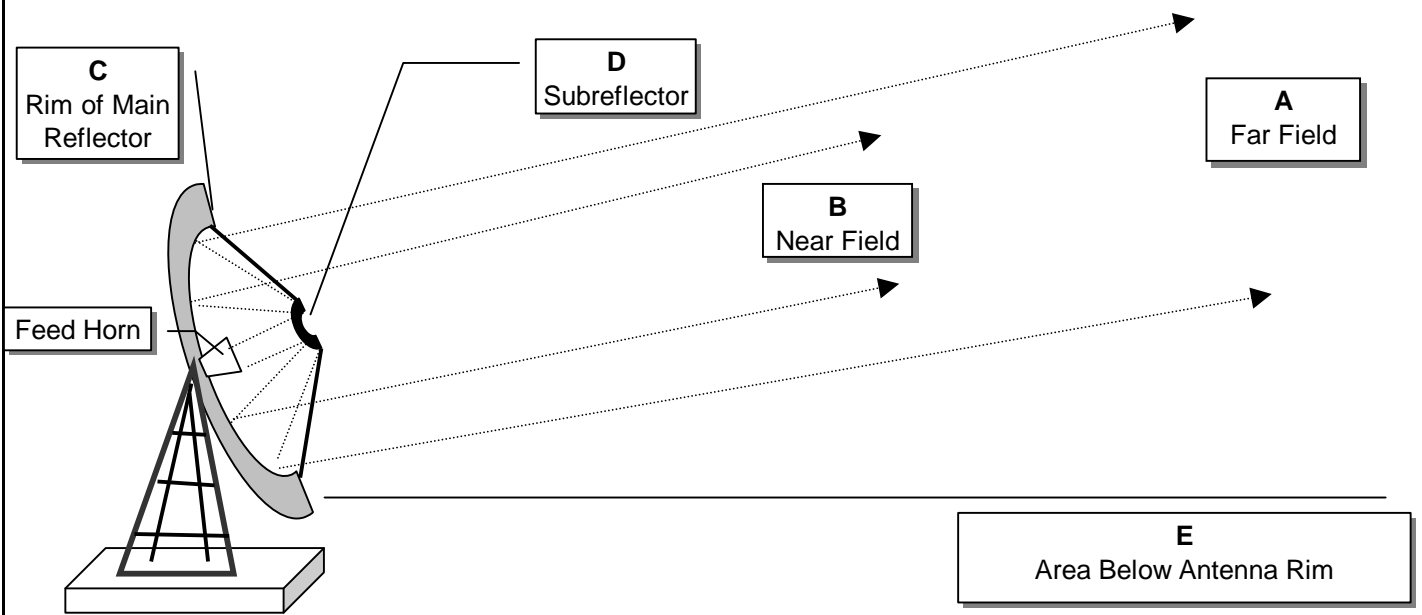 C
Rim of Main
Reflector
D
Subreflector
A
Far Field
B
Near Field
Feed Horn
E
Area Below Antenna Rim